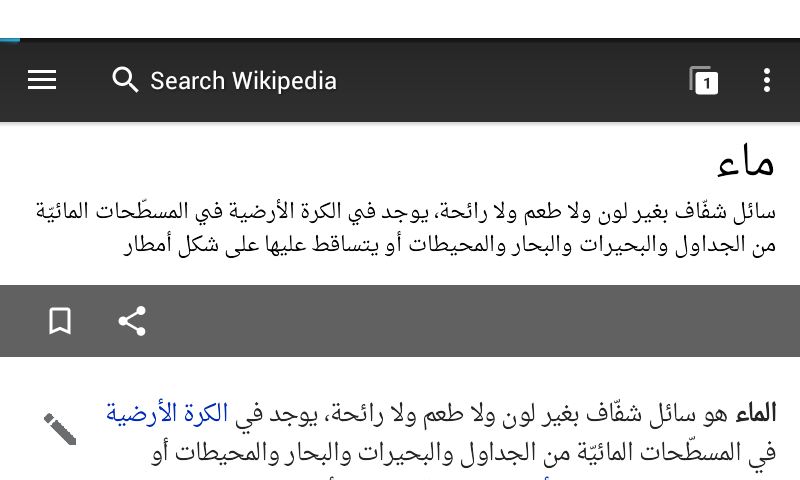 Search Wikipedia
1
ماء
سائل شفّاف بغير لون ولا طعم ولا رائحة، يوجد في الكرة الأرضية في المسطّحات المائيّة
من الجداول والبحيرات والبحار والمحيطات أو يتساقط عليها على شكل أمطار
الماء هو سائل شفّاف بغير لون ولا طعم ولا رائحة، يوجد في الكرة الأرضية
في المسطّحات المائيّة من الجداول والبحيرات والبحار والمحيطات أو